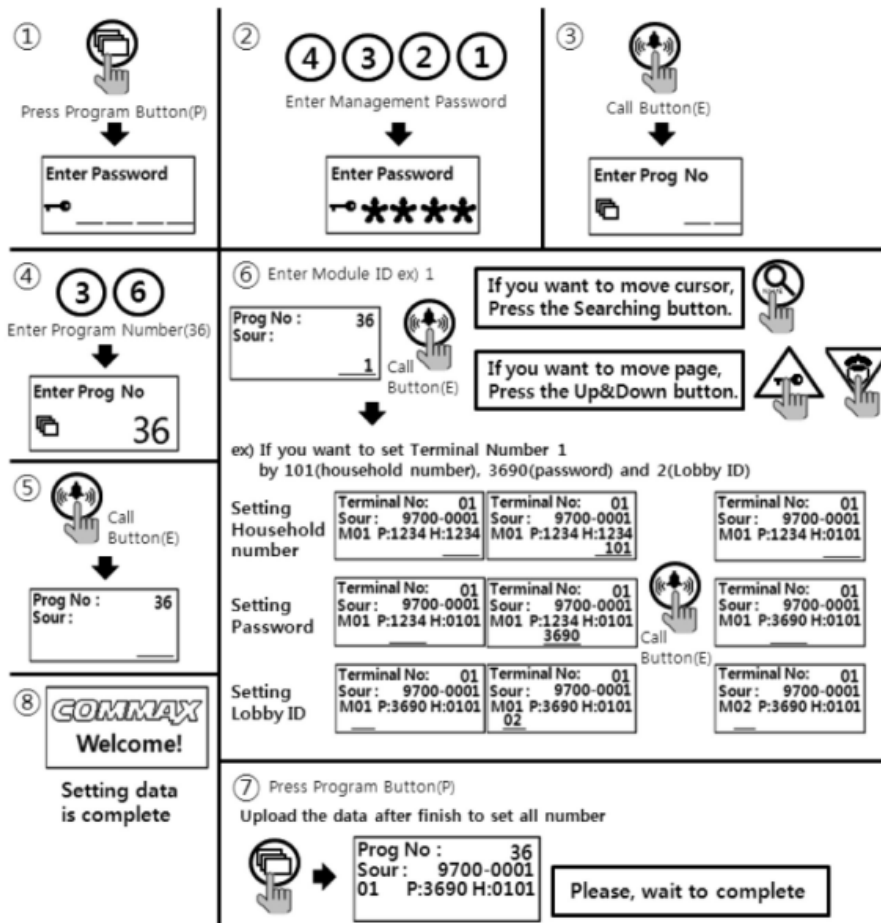 ①
Press Program Button(P)
Enter Password
②
4 3 2 1
Enter Management Password
Enter Password
③
Call Button(E)
Enter Prog No
④
3 6
Enter Program Number(36)
Enter Prog No
36
⑤
Call
Button(E)
Prog No : 36
Sour :
⑥ Enter Module ID ex) 1
Prog No : 36
Sour :
1
Call
Button(E)
If you want to move cursor,
Press the Searching button.
If you want to move page,
Press the Up&Down button.
ex) If you want to set Terminal Number 1
by 101(household number), 3690(password) and 2(Lobby ID)
Setting
Household
number
Terminal No: 01
Sour : 9700-0001
M01 P:1234 H:1234
Terminal No: 01
Sour : 9700-0001
M01 P:1234 H:1234
101
Terminal No: 01
Sour : 9700-0001
M01 P:1234 H:0101
Setting
Password
Terminal No: 01
Sour : 9700-0001
M01 P:1234 H:0101
Terminal No: 01
Sour : 9700-0001
M01 P:1234 H:0101
3690
Call
Button(E)
Terminal No: 01
Sour : 9700-0001
M01 P:3690 H:0101
Setting
Lobby ID
Terminal No: 01
Sour : 9700-0001
M01 P:3690 H:0101
Terminal No: 01
Sour : 9700-0001
M01 P:3690 H:0101
02
Terminal No: 01
Sour : 9700-0001
M02 P:3690 H:0101
⑦ Press Program Button(P)
Upload the data after finish to set all number
Prog No : 36
Sour : 9700-0001
01 P:3690 H:0101
Please, wait to complete
⑧
COMMAX
Welcome!
Setting data
is complete